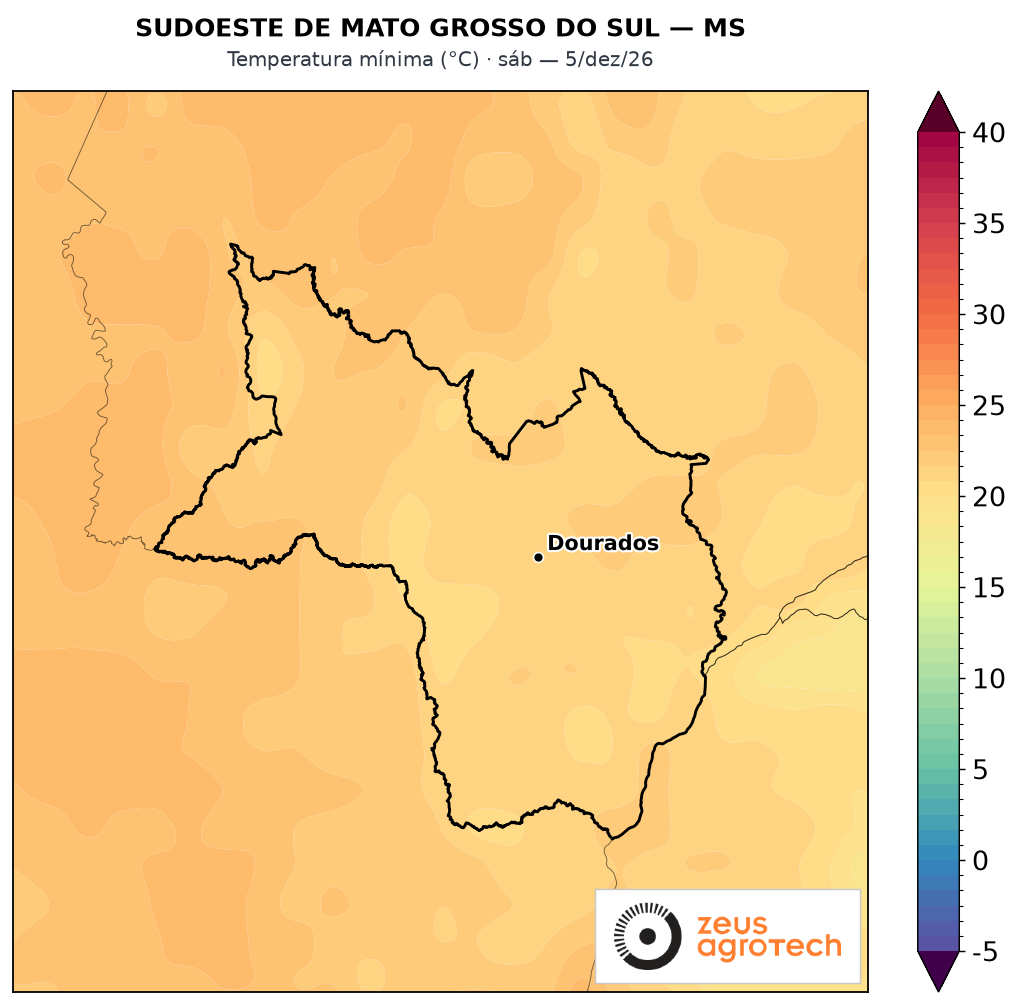 SUDOESTE DE MATO GROSSO DO SUL — MS
Temperatura mínima (°C) · sáb — 5/dez/26
40
35
30
25
20
15
10
5
0
-5
Dourados
zeus
agrotech